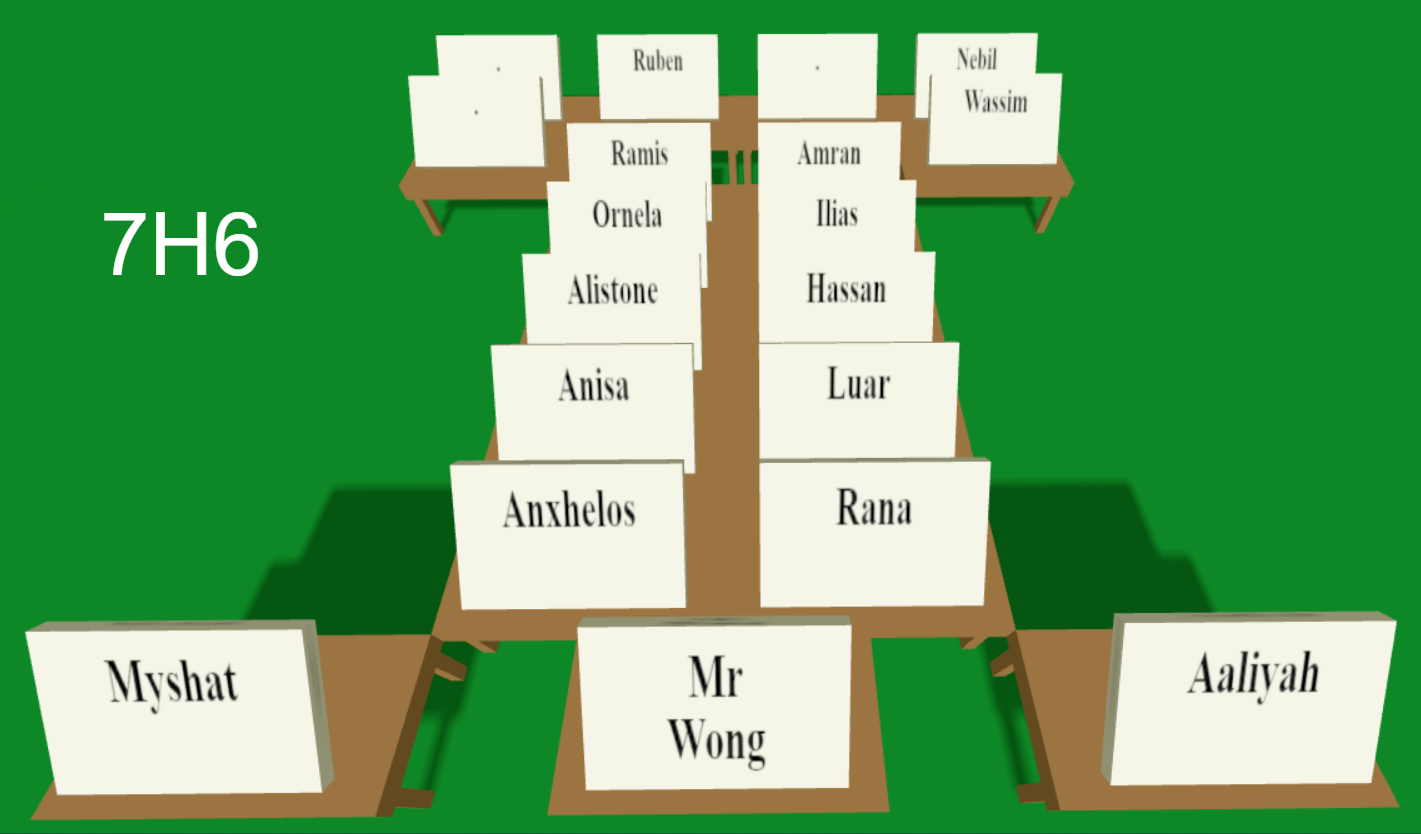 .
Ruben
.
Nebil
.
Wassim
Ramis
Amran
Ornela
Ilias
7H6
Alistone
Hassan
Anisa
Luar
Anxhelos
Rana
Myshat
Mr
Wong
Aaliyah